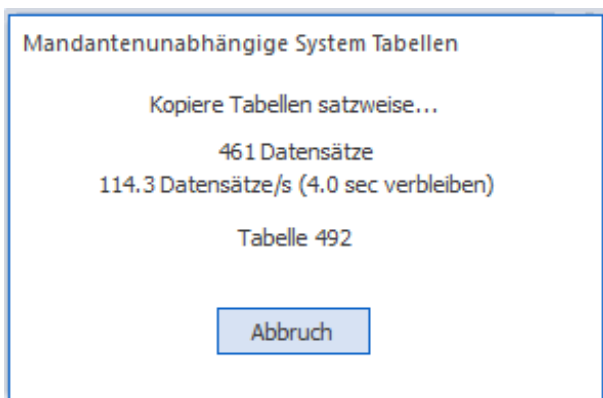 Mandantenunabhängige System Tabellen
Kopiere Tabellen satzweise...
461 Datensätze
114.3 Datensätze/s (4.0 sec verbleiben)
Tabelle 492
Abbruch